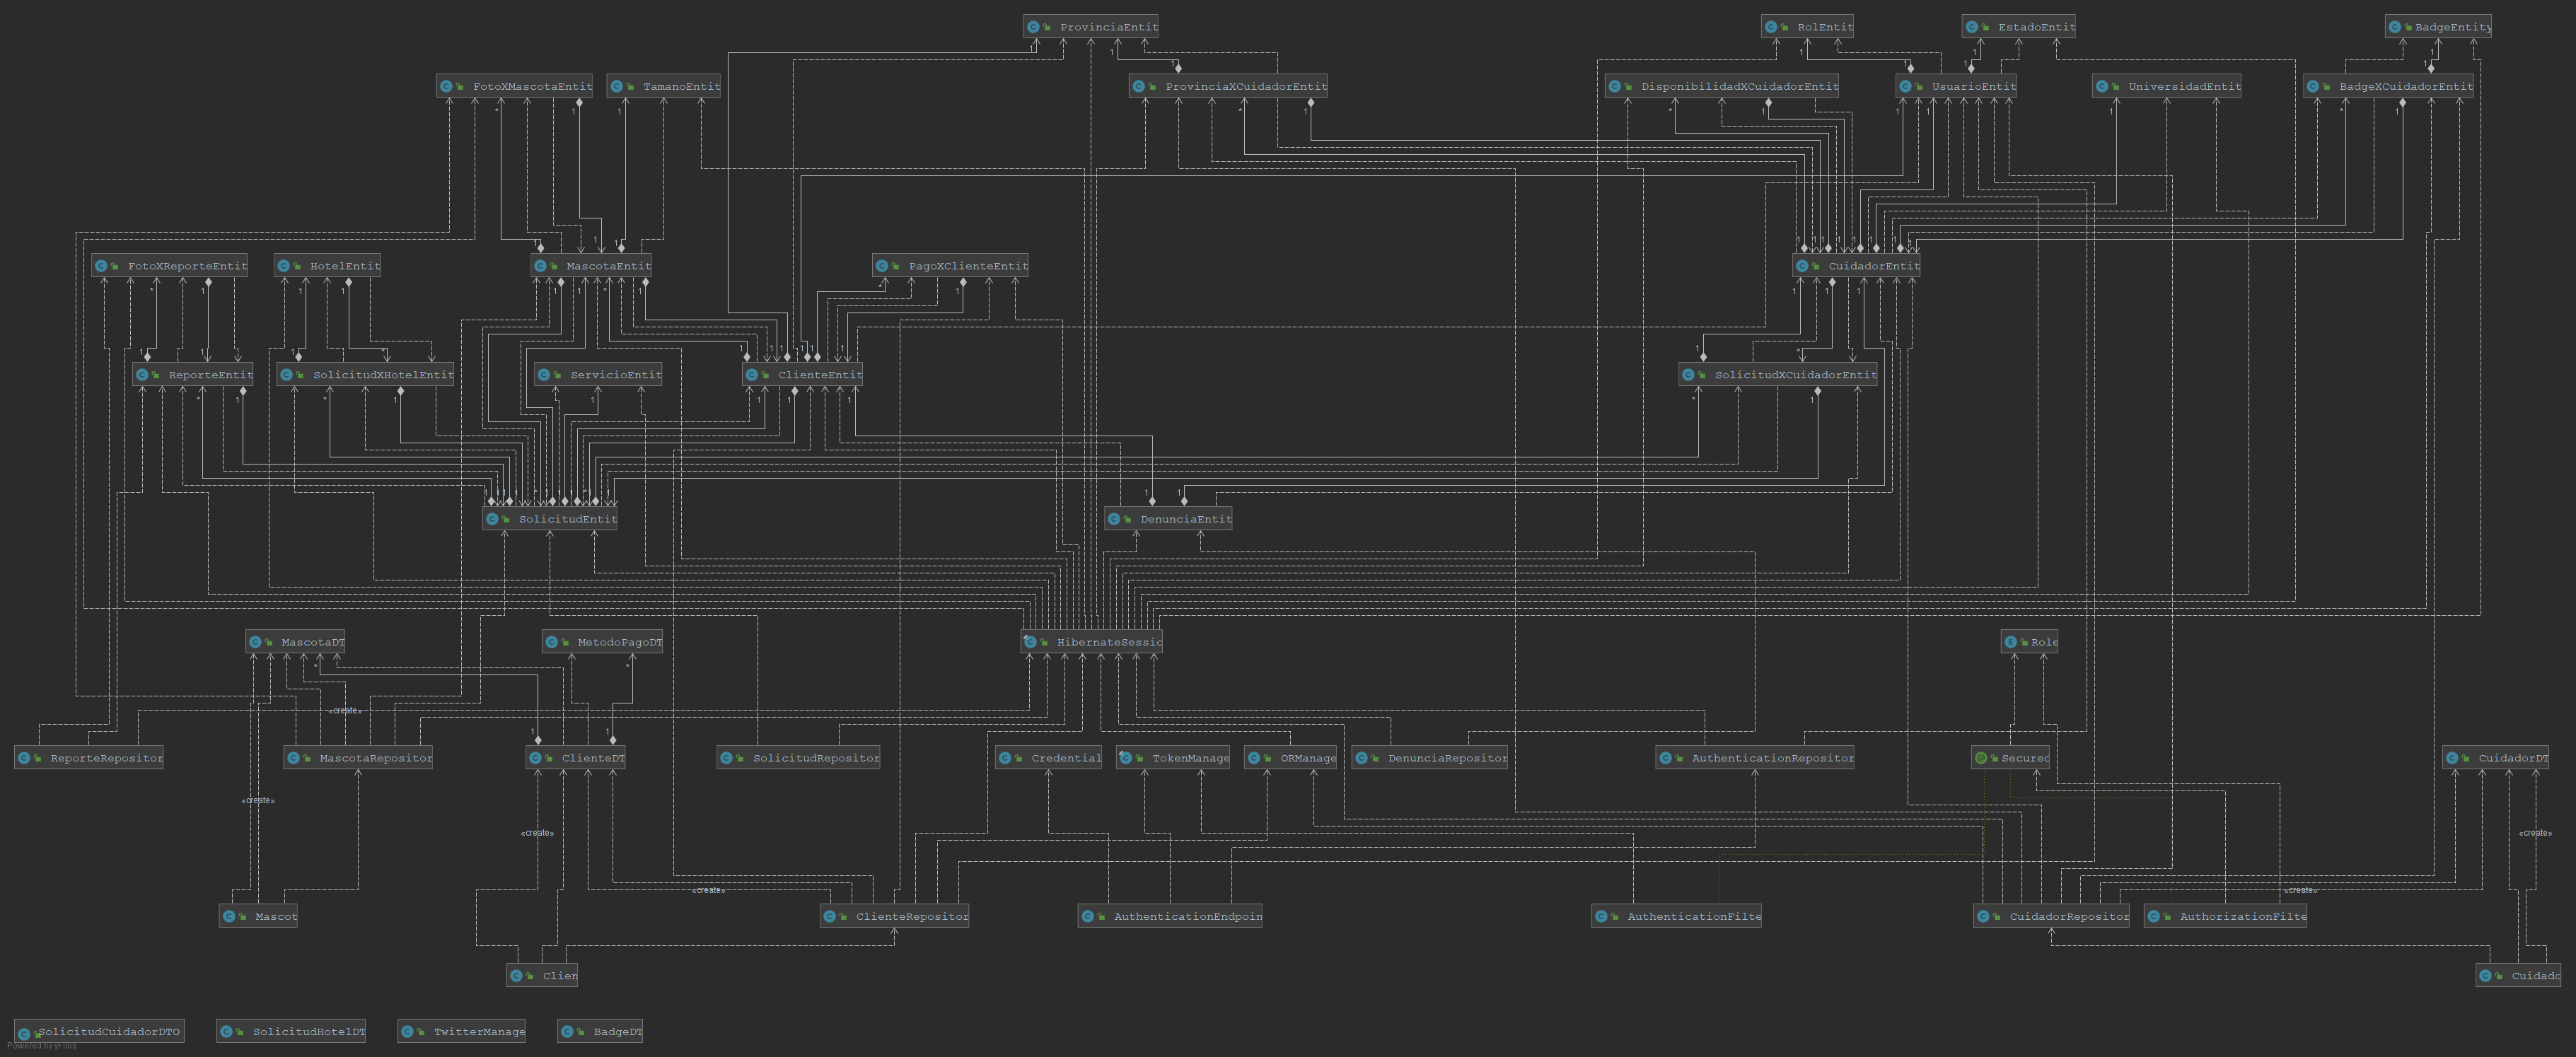 ProvinciaEntit
RolEntit
EstadoEntit
BadgeEntity
FotoXMascotaEntit
TamanoEntit
ProvinciaXCuidadorEntit
DisponibilidadXCuidadorEntit
UsuarioEntit
UniversidadEntit
BadgeXCuidadorEntit
FotoXReporteEntit
HotelEntit
MascotaEntit
PagoXClienteEntit
CuidadorEntit
ReporteEntit
SolicitudXHotelEntit
ServicioEntit
ClienteEntit
SolicitudXCuidadorEntit
SolicitudEntit
DenunciaEntit
MascotaDT
MetodoPagoDT
HibernateSessic
Role
«create»
ReporteRepositor
MascotaRepositor
ClienteDT
SolicitudRepositor
Credential
TokenManage
ORManage
DenunciaRepositor
AuthenticationRepositor
Secured
CuidadorDT
«create»
«create»
«create»
«create»
«create»
Mascot
ClienteRepositor
AuthenticationEndpoin
AuthenticationFilte
CuidadorRepositor
AuthorizationFilte
Clien
Cuidadc
SolicitudCuidadorDTO
SolicitudHotelDT
TwitterManage
BadgeDT
Powered by yFiles